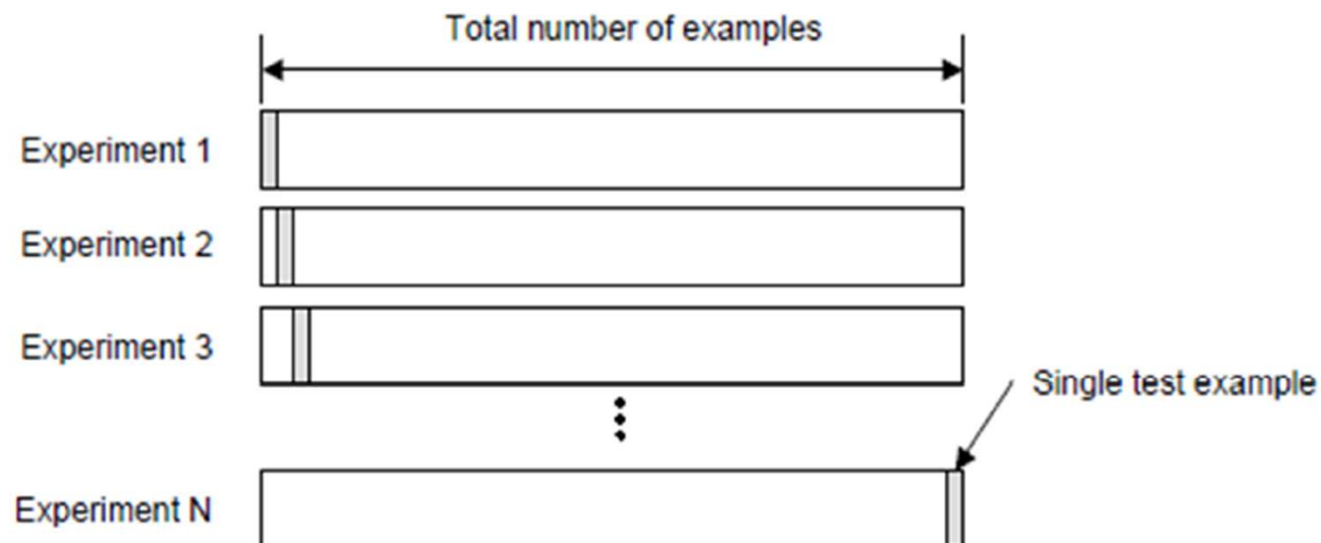 Total number of examples
Experiment 1
Experiment 2
Experiment 3
Single test example
Experiment N